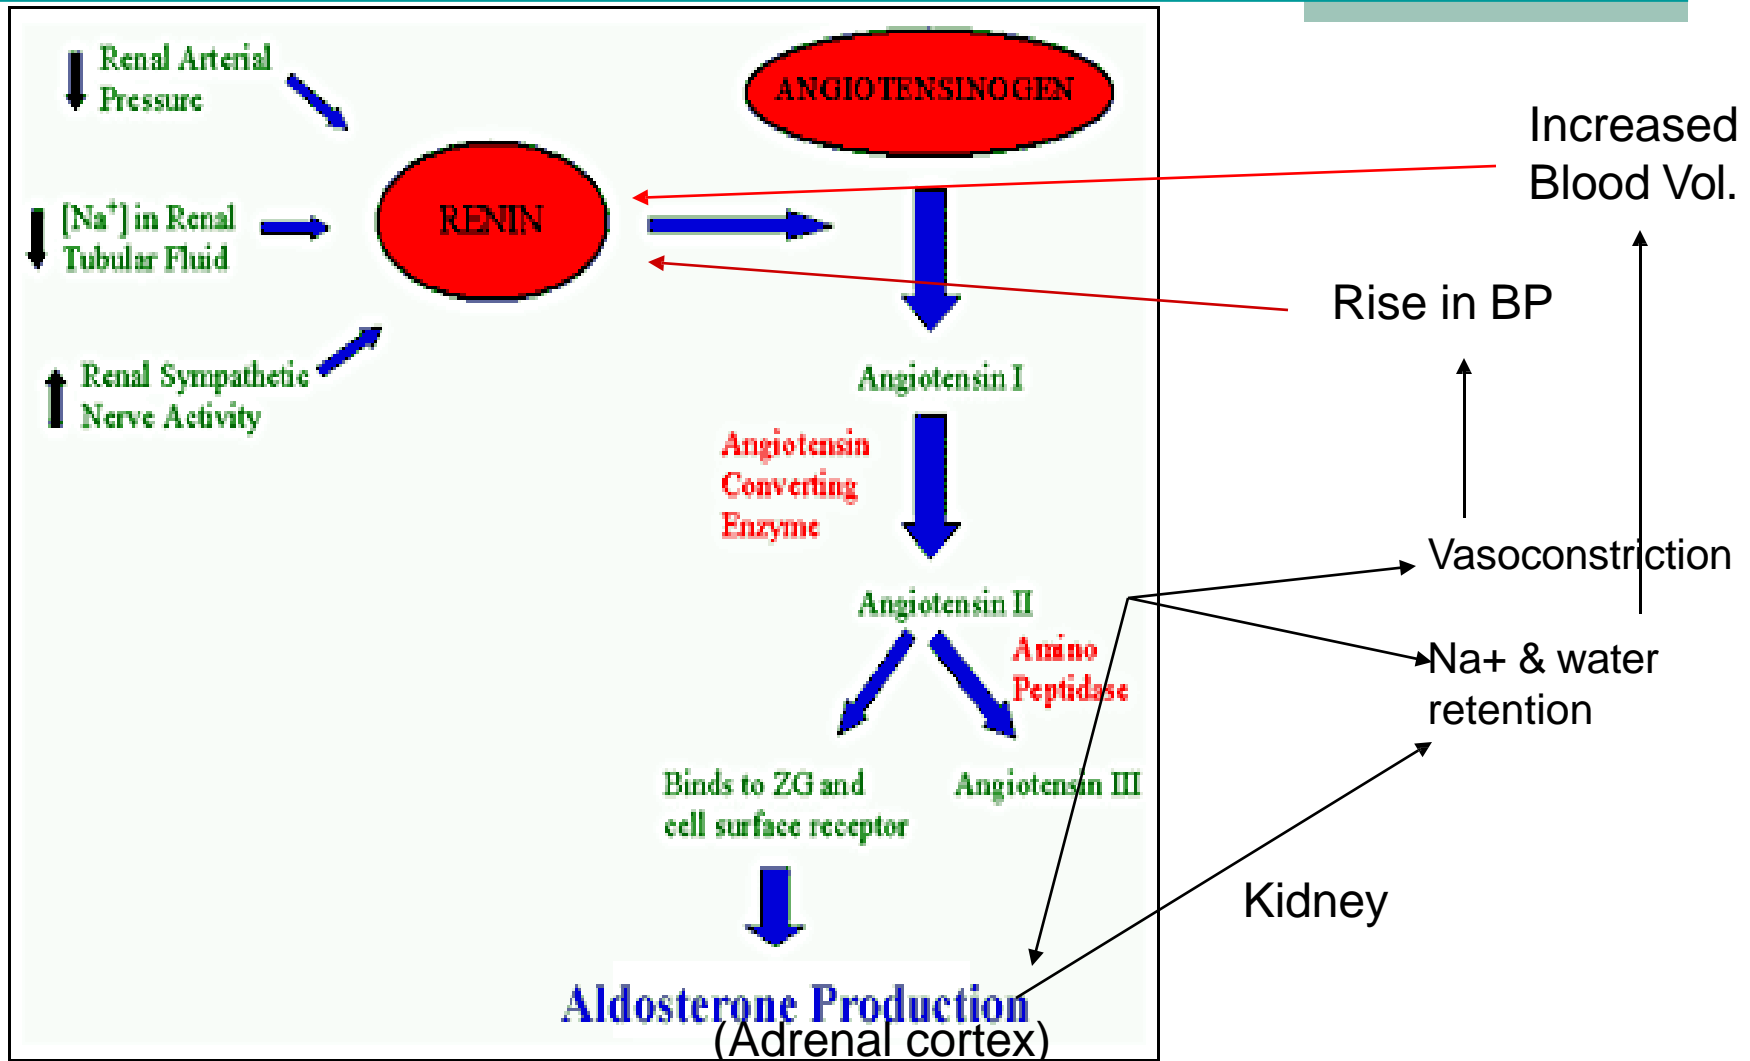 Renal Arterial
Pressure
[Na+] in Renal
Tubular Fluid
Renal Sympathetic
Nerve Activity
RENIN
ANGIOTENSINOGEN
Angiotensin I
Angiotensin
Converting
Enzyme
Angiotensin II
Amino
Peptidase
Binds to ZG and
cell surface receptor
Angiotensin III
Aldosterone Production
(Adrenal cortex)
Increased
Blood Vol.
Rise in BP
Vasoconstriction
Na+ & water
retention
Kidney